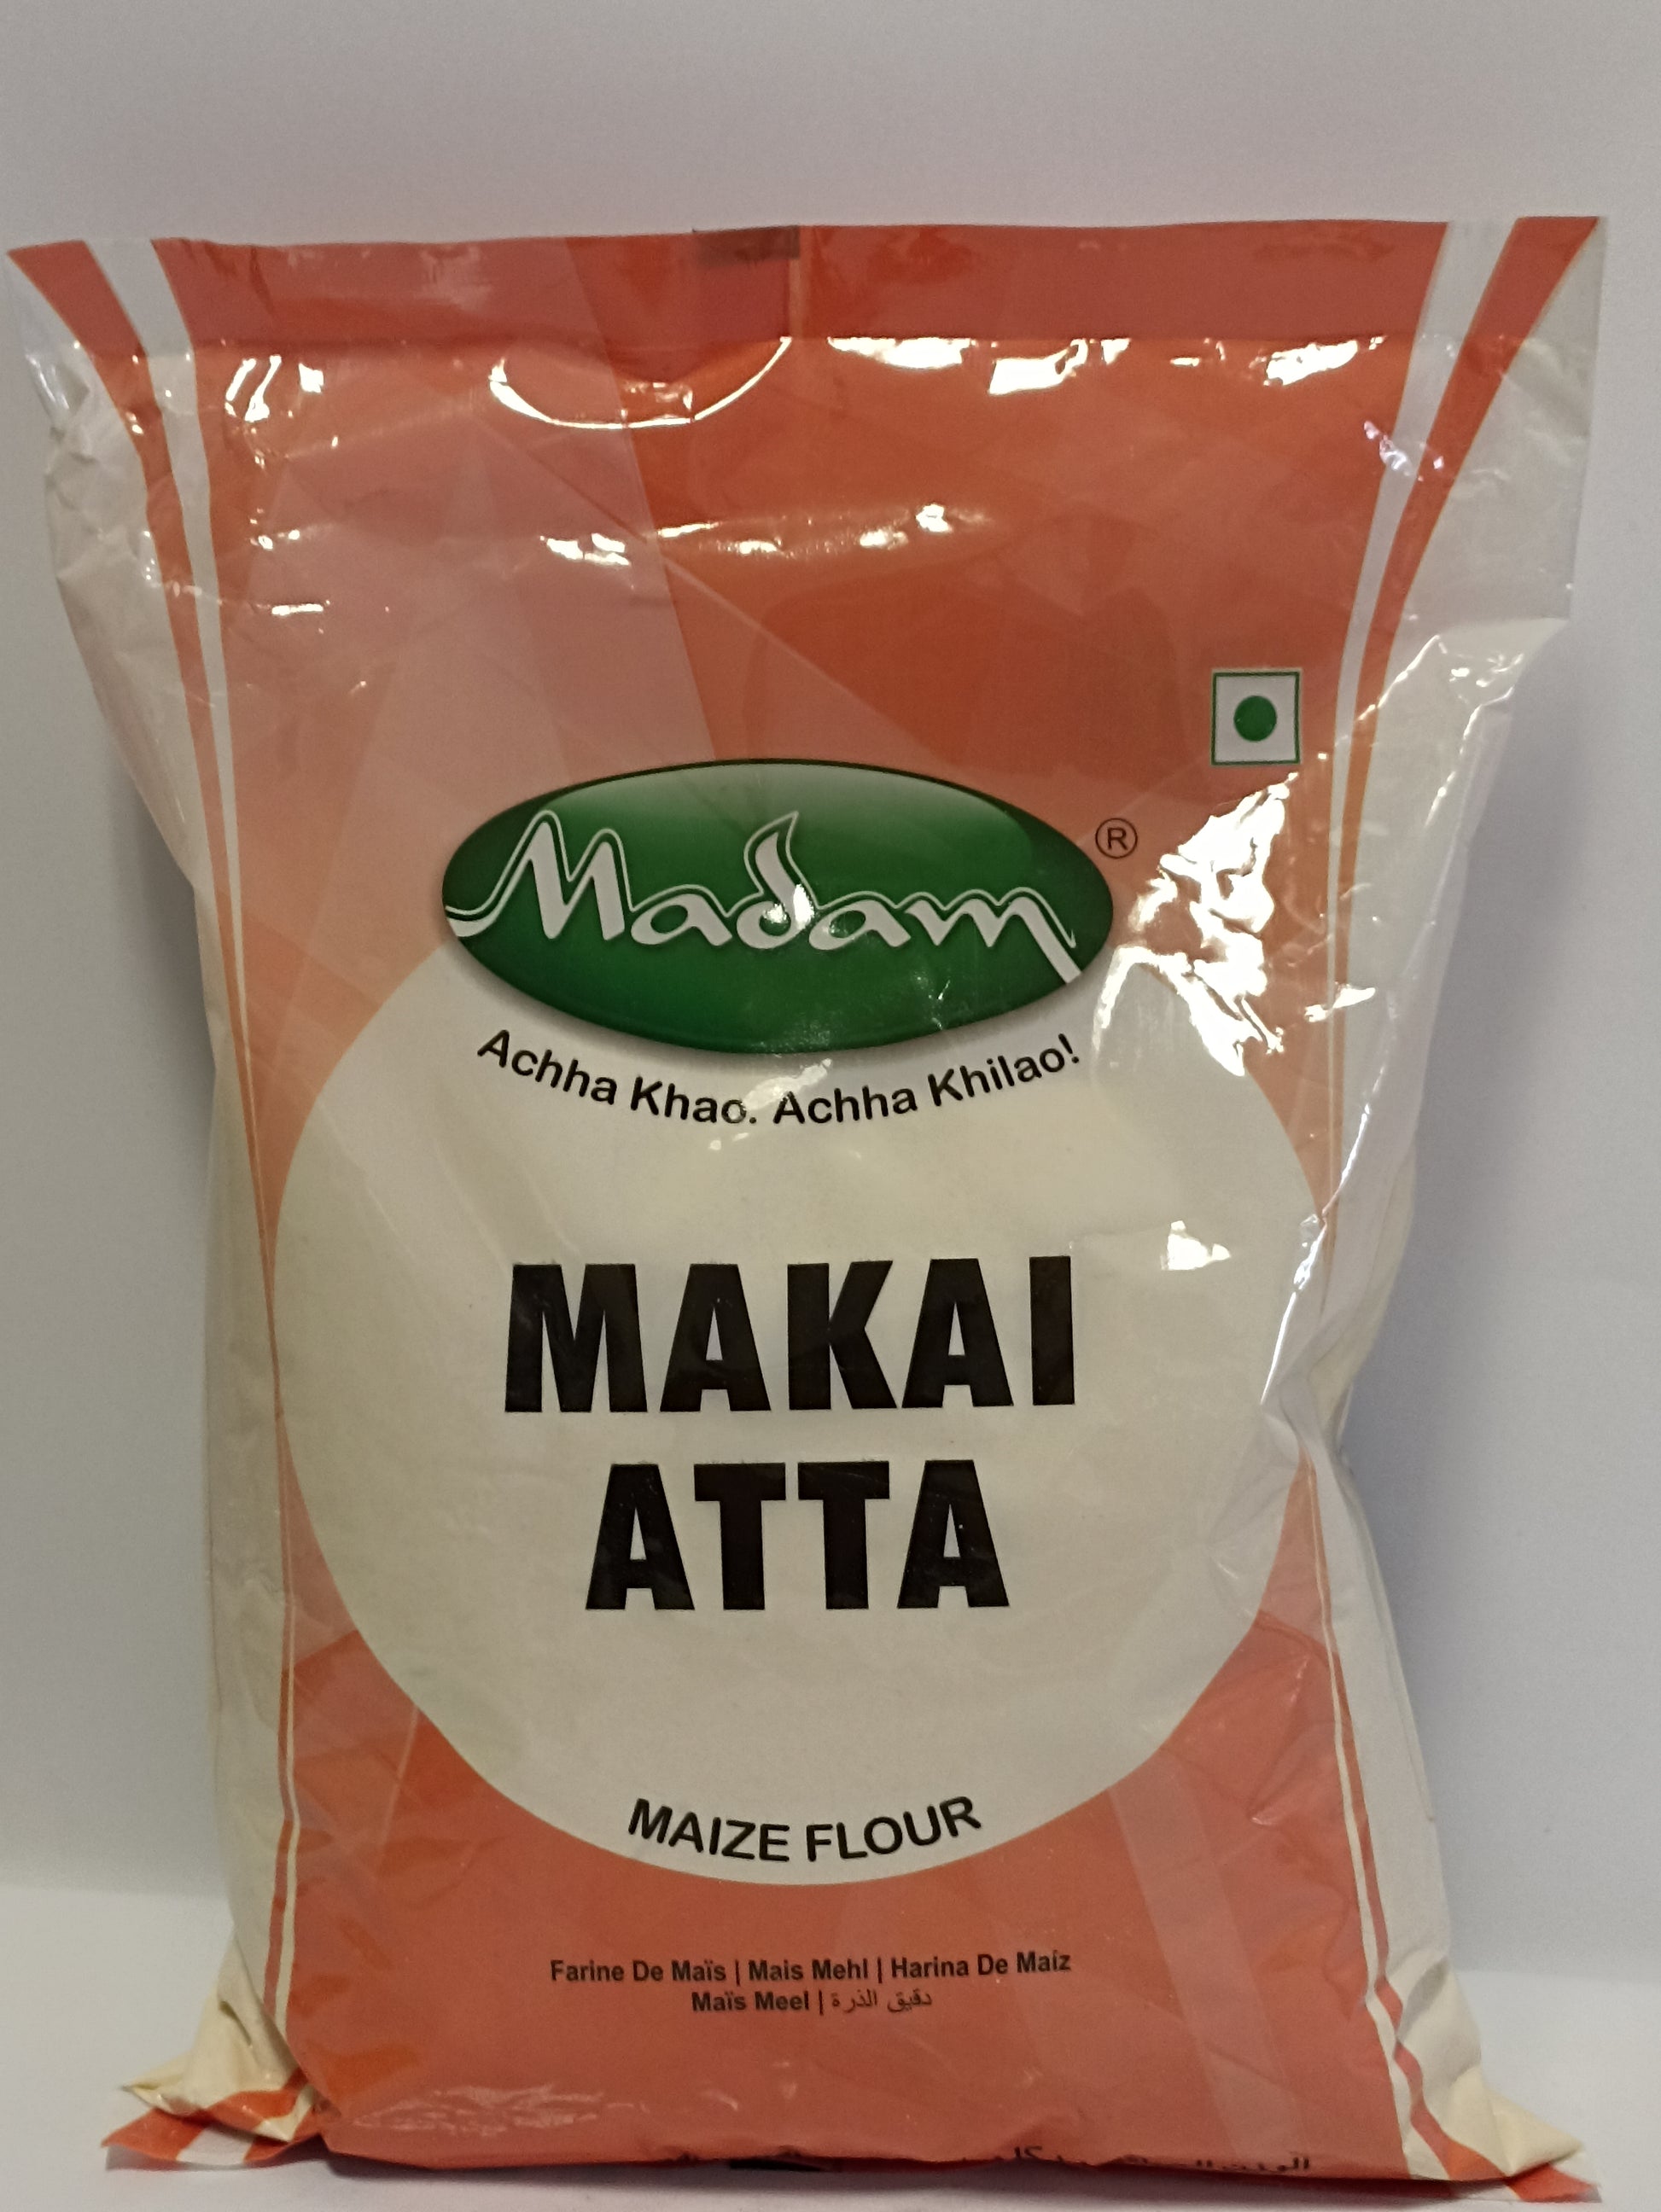 Madam
®
Achha Khao. Achha Khilao!
MAKAI
ATTA
MAIZE FLOUR
Farine De Maïs | Mais Mehl | Harina De Maíz
Maïs Meel | دقيق الذرة